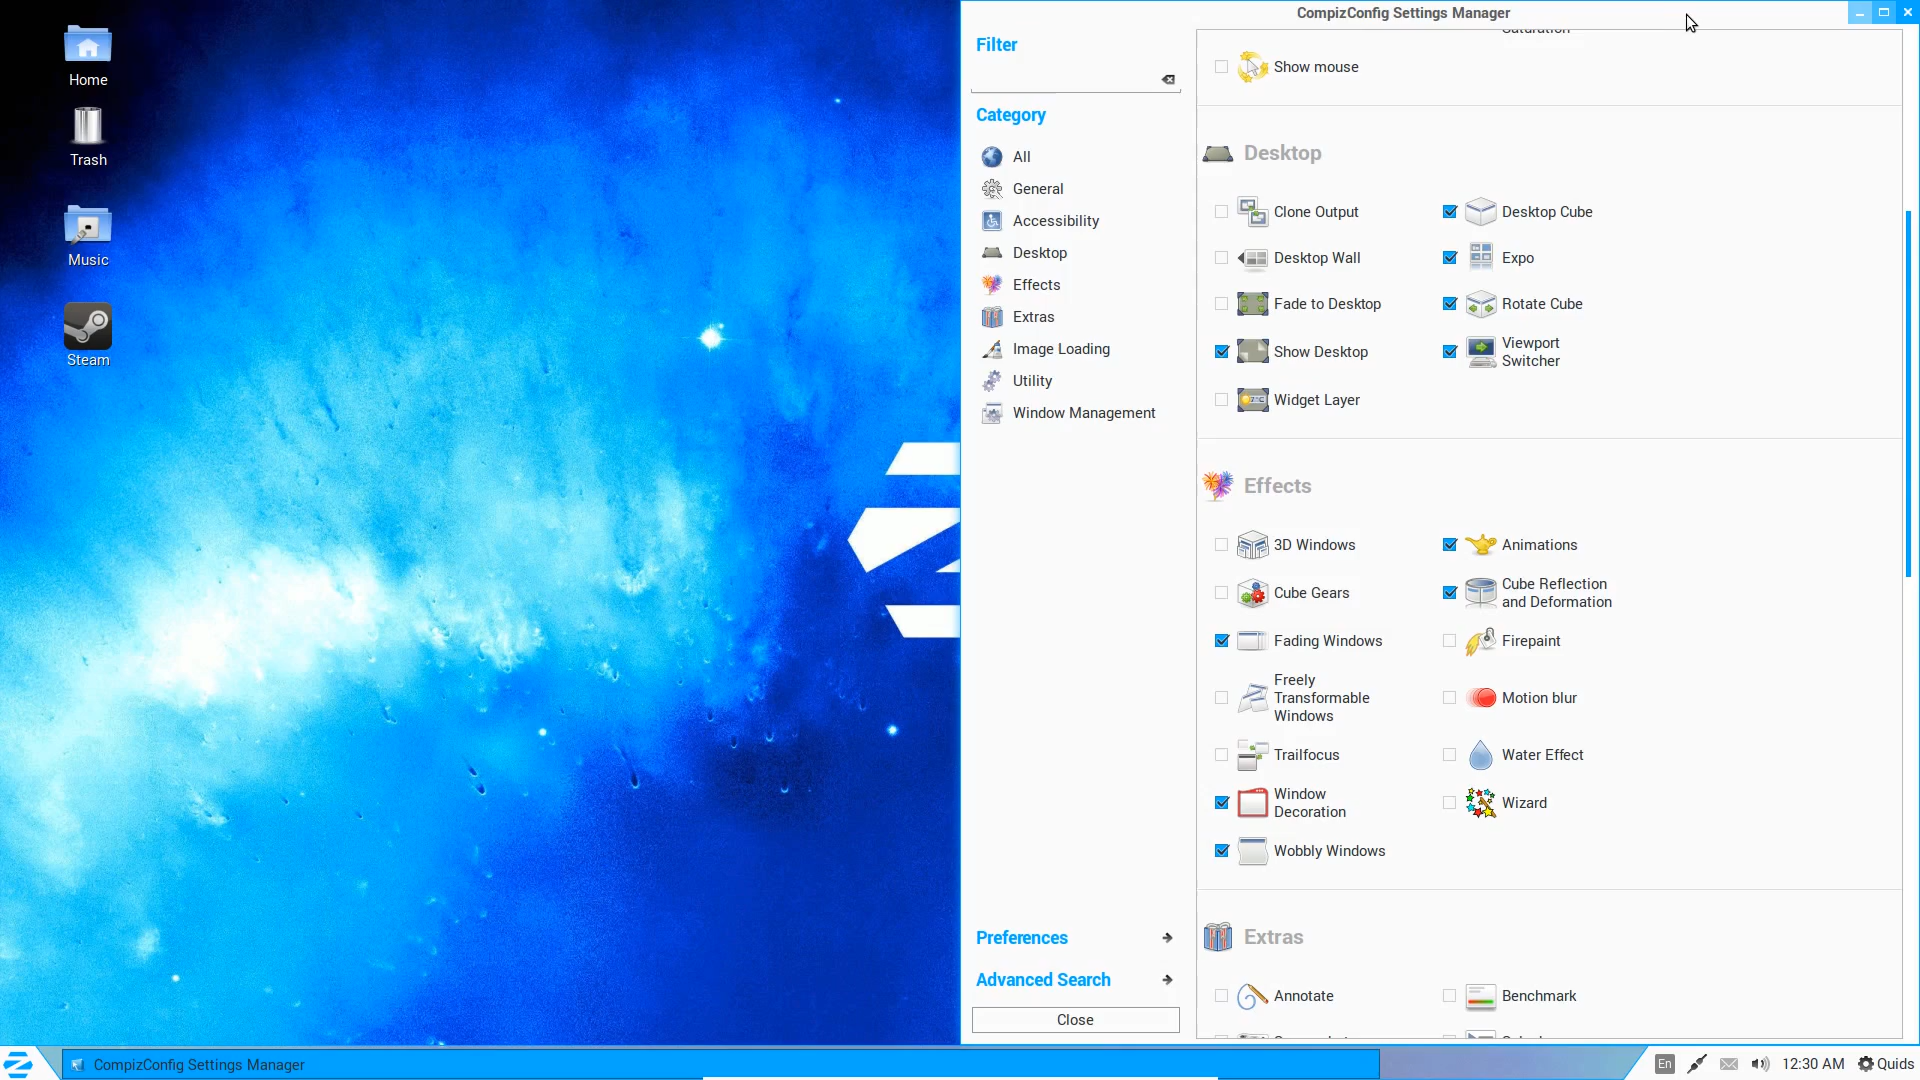 Home
Trash
Music
Steam
CompizConfig Settings Manager
Filter
Category
All
General
Accessibility
Desktop
Effects
Extras
Image Loading
Utility
Window Management
Preferences
Advanced Search
Close
Saturation
Show mouse
Desktop
Clone Output
Desktop Cube
Desktop Wall
Expo
Fade to Desktop
Rotate Cube
Show Desktop
Viewport
Switcher
Widget Layer
Effects
3D Windows
Animations
Cube Gears
Cube Reflection
and Deformation
Fading Windows
Firepaint
Freely
Transformable
Windows
Motion blur
Trailfocus
Water Effect
Window
Decoration
Wizard
Wobbly Windows
Extras
Annotate
Benchmark
CompizConfig Settings Manager
En
12:30 AM
Quids